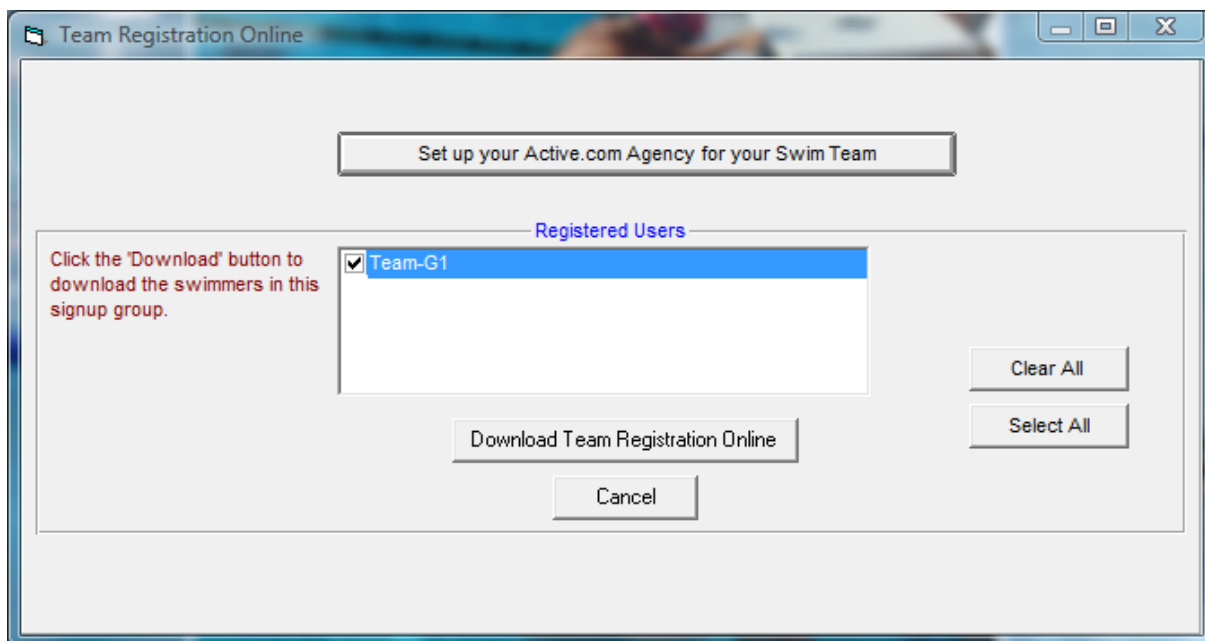 Team Registration Online
Set up your Active.com Agency for your Swim Team
Registered Users
Click the 'Download' button to
download the swimmers in this
signup group.
Team-G1
Clear All
Select All
Download Team Registration Online
Cancel